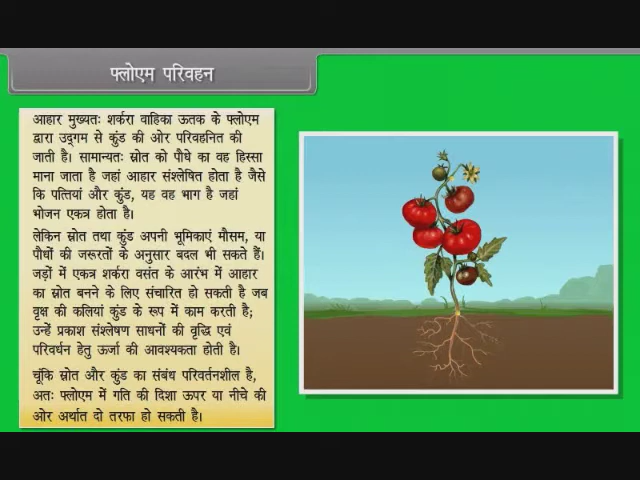 फ्लोएम परिवहन
आहार मुख्यतः शर्करा वाहिका ऊतक के फ्लोएम
द्वारा उद्गम से कुंड की ओर परिवहनित की
जाती है। सामान्यतः स्रोत को पौधे का वह हिस्सा
माना जाता है जहां आहार संश्लेषित होता है जैसे
कि पत्तियां और कुंड, यह वह भाग है जहां
भोजन एकत्र होता है।
लेकिन स्रोत तथा कुंड अपनी भूमिकाएं मौसम, या
पौधों की जरूरतों के अनुसार बदल भी सकते हैं।
जड़ों में एकत्र शर्करा वसंत के आरंभ में आहार
का स्रोत बनने के लिए संचारित हो सकती है जब
वृक्ष की कलियां कुंड के रूप में काम करती है;
उन्हें प्रकाश संश्लेषण साधनों की वृद्धि एवं
परिवर्धन हेतु ऊर्जा की आवश्यकता होती है।
चूंकि स्रोत और कुंड का संबंध परिवर्तनशील है,
अतः फ्लोएम में गति की दिशा ऊपर या नीचे की
ओर अर्थात दो तरफा हो सकती है।